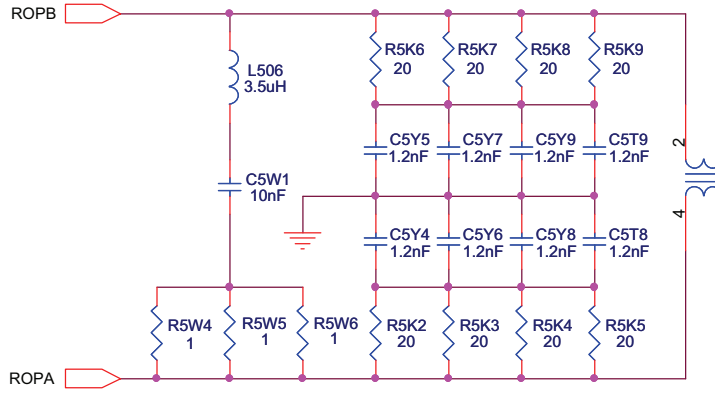 ROPB
L506
3.5uH
R5K6
20
R5K7
20
R5K8
20
R5K9
20
C5Y5
1.2nF
C5Y7
1.2nF
C5Y9
1.2nF
C5T9
1.2nF
2
C5W1
10nF
4
C5Y4
1.2nF
C5Y6
1.2nF
C5Y8
1.2nF
C5T8
1.2nF
R5W4
1
R5W5
1
R5W6
1
R5K2
20
R5K3
20
R5K4
20
R5K5
20
ROPA